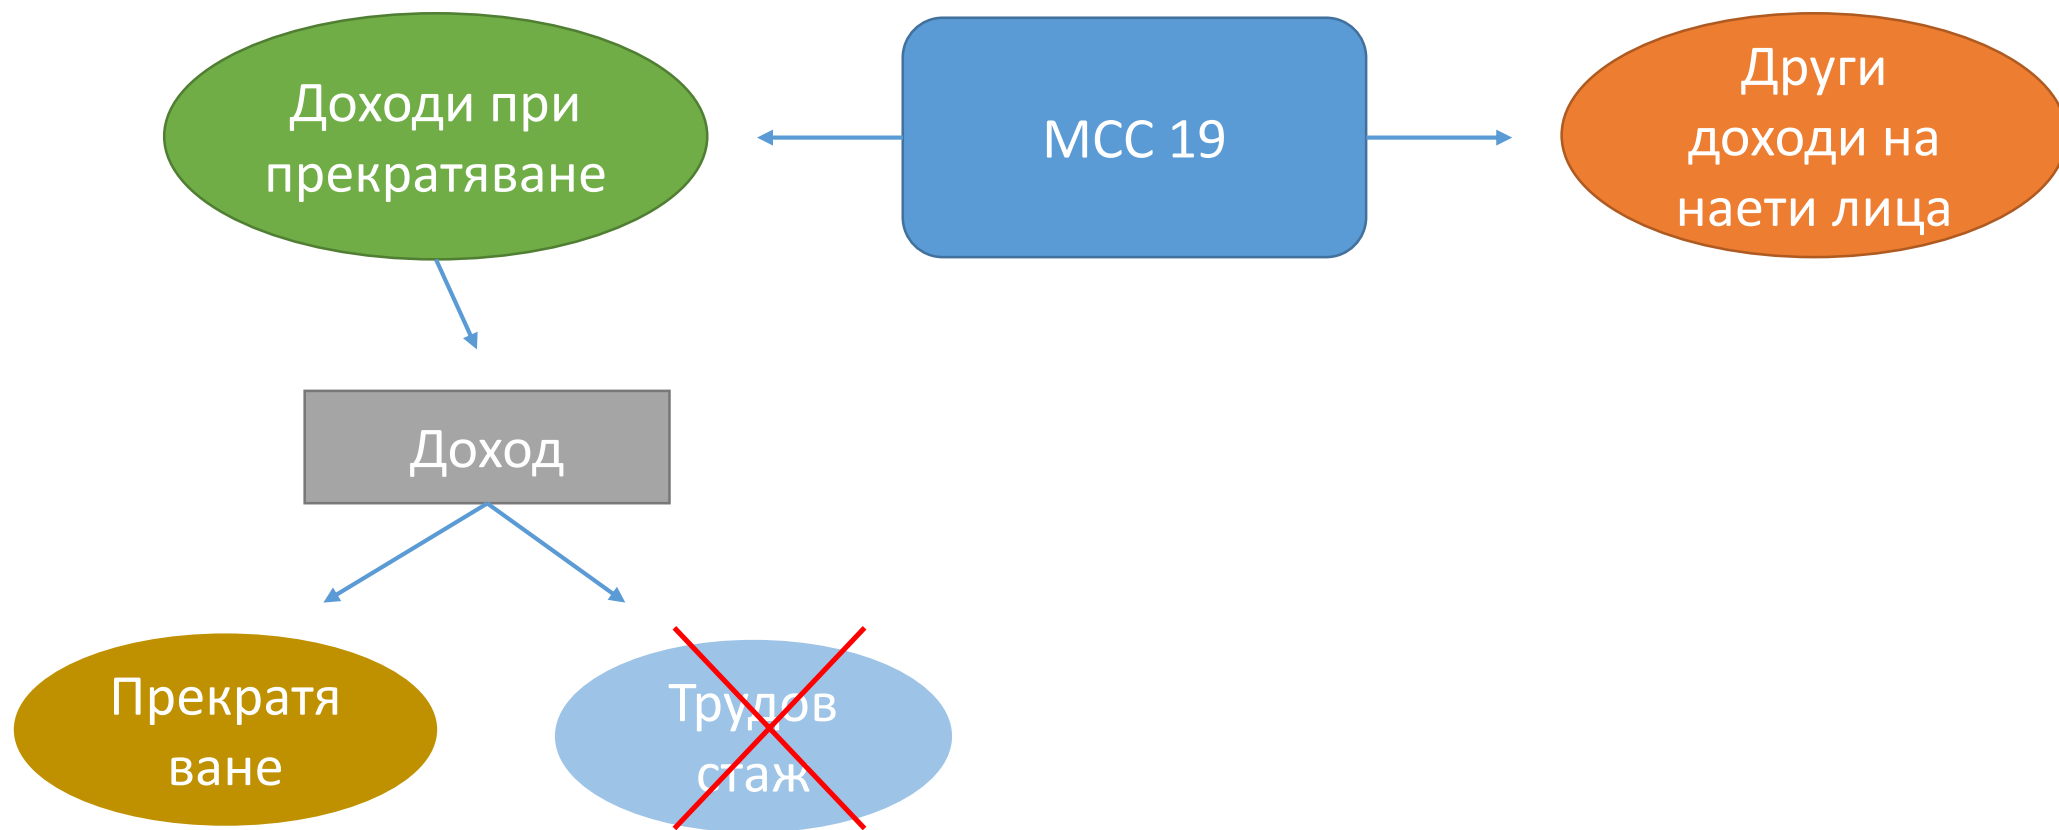 Доходи при
прекратяване
МСС 19
Други
доходи на
наети лица
Доход
Прекратя
ване
Трудов
стаж